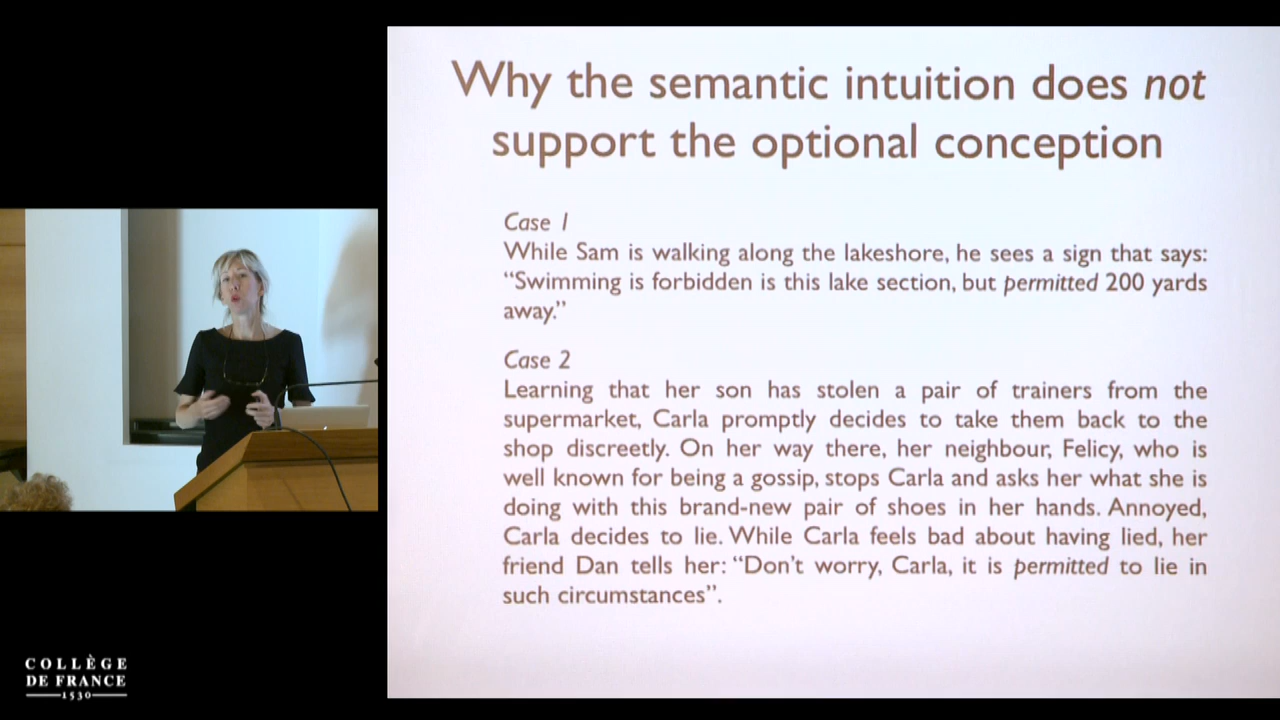 Why the semantic intuition does not
support the optional conception
Case 1
While Sam is walking along the lakeshore, he sees a sign that says:
“Swimming is forbidden is this lake section, but permitted 200 yards
away.”
Case 2
Learning that her son has stolen a pair of trainers from the
supermarket, Carla promptly decides to take them back to the
shop discreetly. On her way there, her neighbour, Felicy, who is
well known for being a gossip, stops Carla and asks her what she is
doing with this brand-new pair of shoes in her hands. Annoyed,
Carla decides to lie. While Carla feels bad about having lied, her
friend Dan tells her: “Don’t worry, Carla, it is permitted to lie in
such circumstances”.
COLLÈGE
DE FRANCE
1530